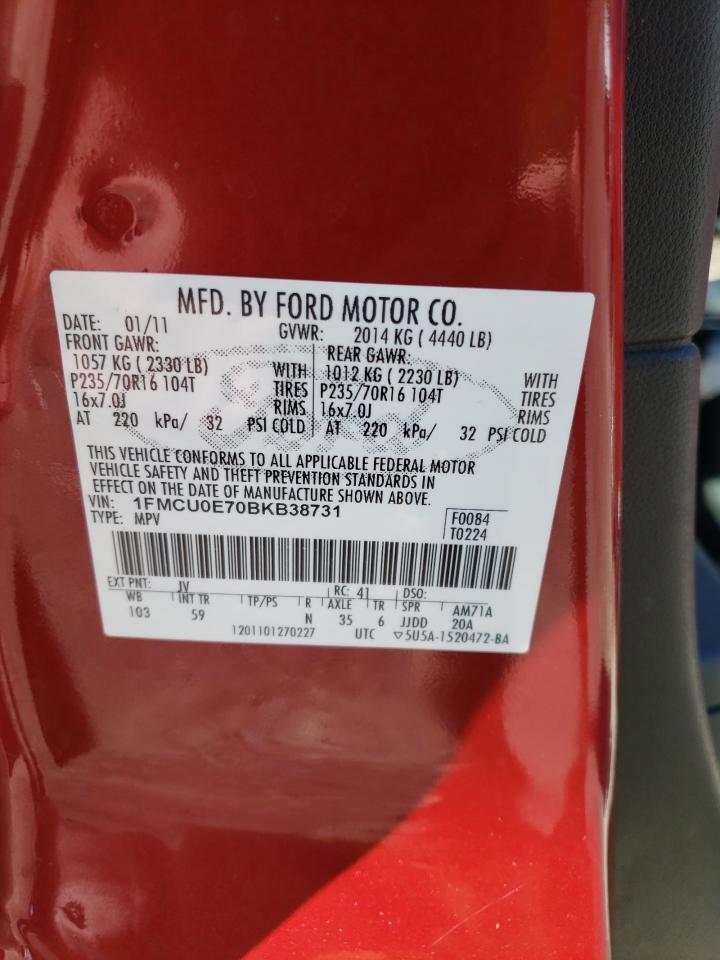 MFD. BY FORD MOTOR CO.
DATE: 01/11 GVWR: 2014 KG ( 4440 LB)
FRONT GAWR: REAR GAWR:
1057 KG ( 2330 LB) WITH 1012 KG ( 2230 LB) WITH
P235/70R16 104T TIRES P235/70R16 104T TIRES
16x7.0J RIMS 16x7.0J RIMS
AT 220 kPa/ 32 PSI COLD AT 220 kPa/ 32 PSI COLD
THIS VEHICLE CONFORMS TO ALL APPLICABLE FEDERAL MOTOR
VEHICLE SAFETY AND THEFT PREVENTION STANDARDS IN
EFFECT ON THE DATE OF MANUFACTURE SHOWN ABOVE.
VIN: 1FMCU0E70BKB38731 F0084
TYPE: MPV T0224
EXT PNT: JV RC: 41 DSO:
WB INT TR TP/PS R AXLE TR SPR AM71A
103 59 N 35 6 JJDD 20A
1201101270227 UTC ▽5U5A-1520472-BA
Ford